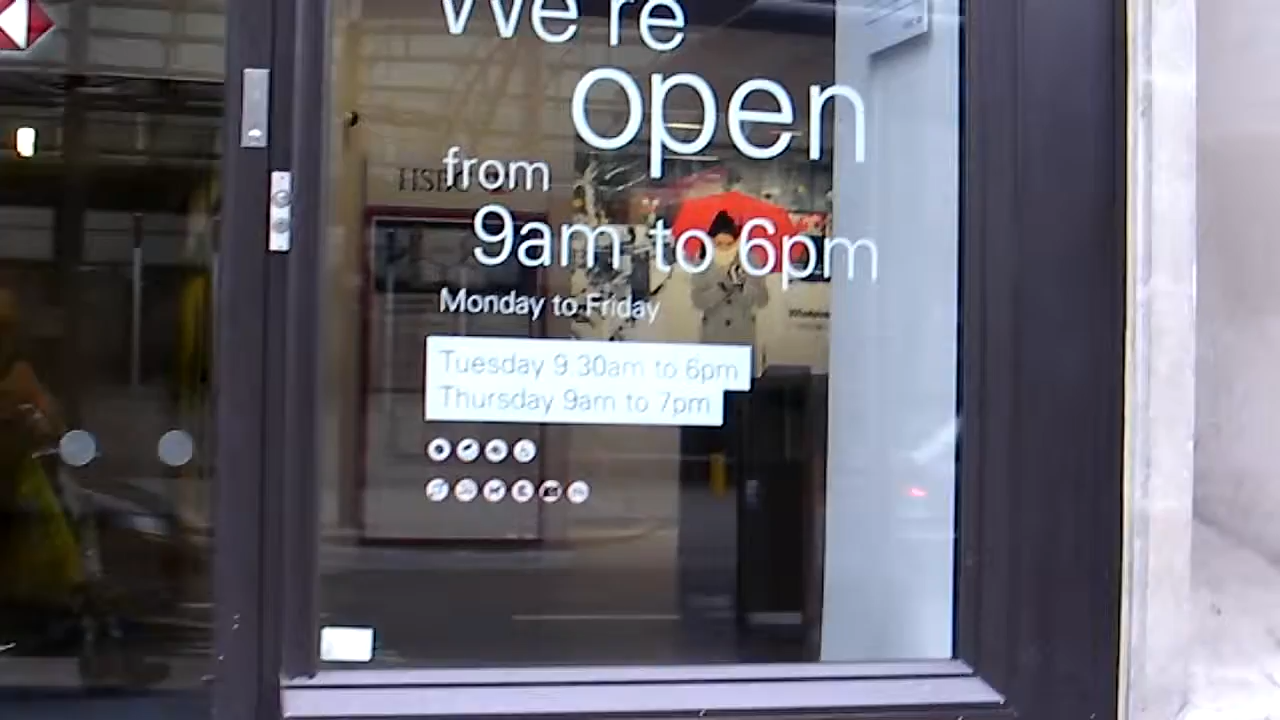 We're
open
from
HSBC
9am to 6pm
Monday to Friday
Tuesday 9 30am to 6pm
Thursday 9am to 7pm